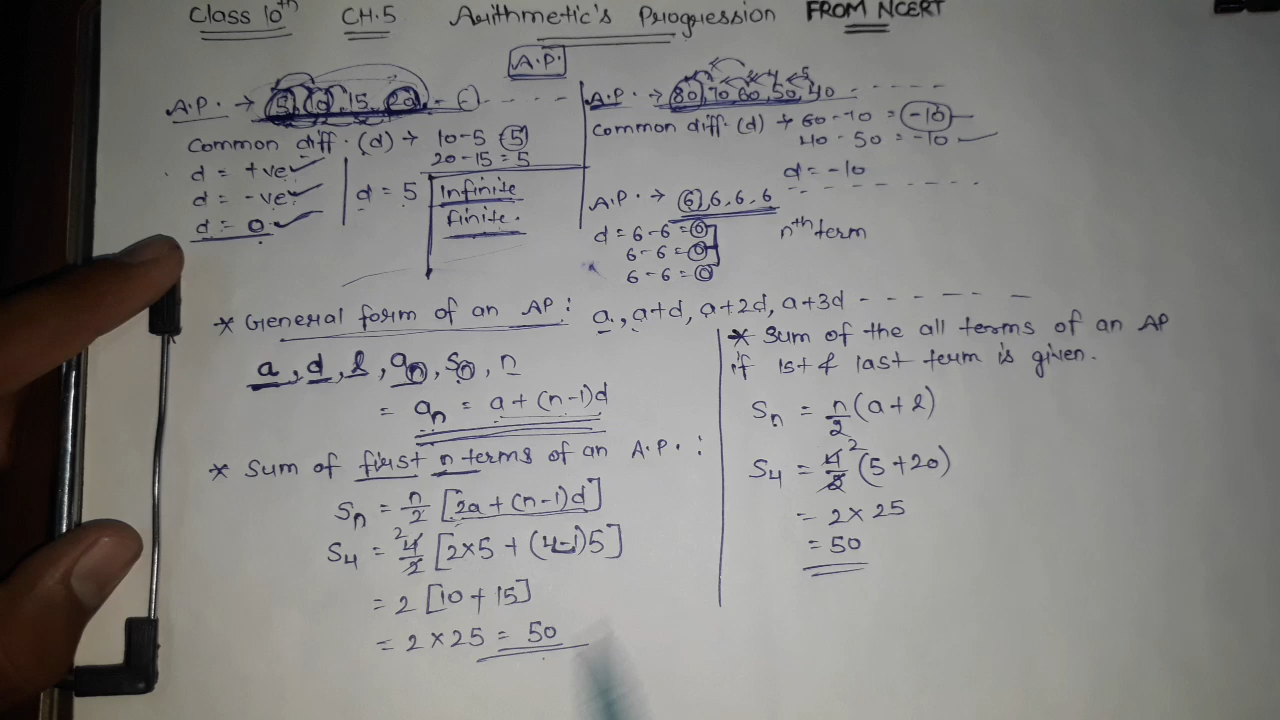 Class 10th CH.5 Arithmetic's Progression FROM NCERT
A.P.
A.P. → 5, 10, 15, 20, - - - - -
Common diff. (d) → 10-5 = 5
20-15 = 5
d = +ve
d = -ve
d = 0
d = 5
Infinite
finite.
A.P. → 80, 70, 60, 50, 40 - - - - -
Common diff. (d) → 60-70 = -10
40-50 = -10
d = -10
A.P. → 6, 6, 6, 6
d = 6-6 = 0
6-6 = 0
6-6 = 0
nth term
* General form of an AP: a, a+d, a+2d, a+3d - - - - - -
a, d, l, an, Sn, n
= an = a + (n-1)d
* Sum of first n terms of an A.P. :
Sn = n/2 [2a + (n-1)d]
S4 = 4/2 2 [2×5 + (4-1)5]
= 2 [10 + 15]
= 2 × 25 = 50
* Sum of the all terms of an AP
if 1st & last term is given.
Sn = n/2 (a+l)
S4 = 4/2 2 (5+20)
= 2 × 25
= 50